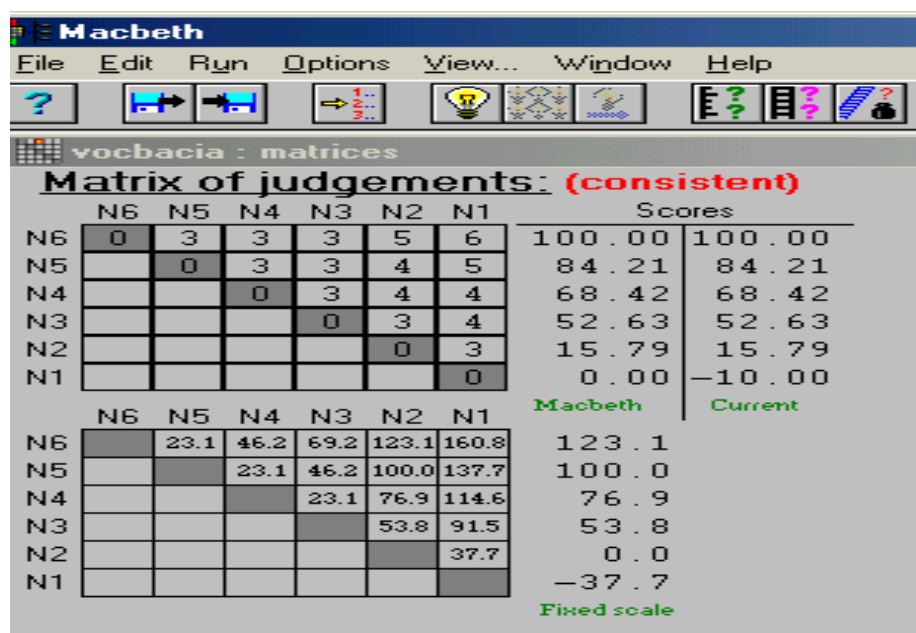 Macbeth
File Edit Run Options View... Window Help
? 1.. 2.. 3.. ? ? ? ? ?
vocbacia : matrices
Matrix of judgements: (consistent)
N6 N5 N4 N3 N2 N1 Scores
N6 0 3 3 3 5 6 100.00 100.00
N5 0 3 3 4 5 84.21 84.21
N4 0 3 4 4 68.42 68.42
N3 0 3 4 52.63 52.63
N2 0 3 15.79 15.79
N1 0 0.00 -10.00
Macbeth Current
N6 N5 N4 N3 N2 N1
N6 23.1 46.2 69.2 123.1 160.8 123.1
N5 23.1 46.2 100.0 137.7 100.0
N4 23.1 76.9 114.6 76.9
N3 53.8 91.5 53.8
N2 37.7 0.0
N1 -37.7
Fixed scale